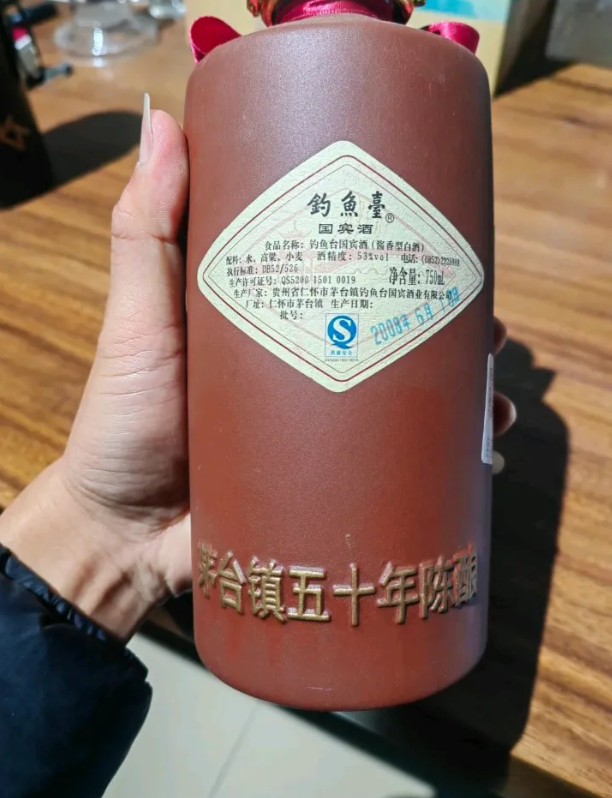 釣魚臺®
国宾酒
食品名称：钓鱼台国宾酒（酱香型白酒）
配料：水、高粱、小麦 酒精度：53%vol 电话：(0852)
执行标准：DB52/526
生产许可证号：QS5200 1501 0019 净含量：750mL
生产厂家：贵州省仁怀市茅台镇钓鱼台国宾酒业有限公司
厂址：仁怀市茅台镇 生产日期：
批号：
2008年 6月
茅台镇五十年陈酿